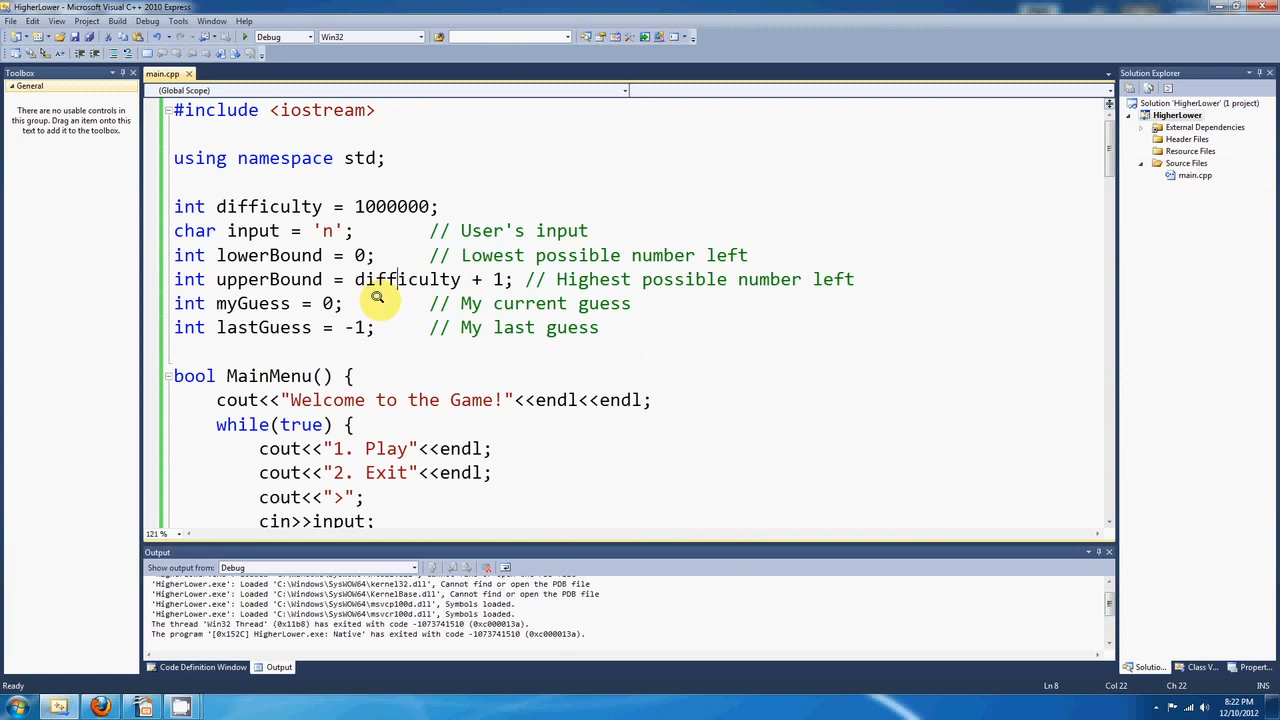 HigherLower - Microsoft Visual C++ 2010 Express
File Edit View Project Build Debug Tools Window Help
Debug Win32
Toolbox
General
There are no usable controls in this group. Drag an item onto this text to add it to the toolbox.
main.cpp
(Global Scope)
#include <iostream>
using namespace std;
int difficulty = 1000000;
char input = 'n'; // User's input
int lowerBound = 0; // Lowest possible number left
int upperBound = difficulty + 1; // Highest possible number left
int myGuess = 0; // My current guess
int lastGuess = -1; // My last guess
bool MainMenu() {
cout<<"Welcome to the Game!"<<endl<<endl;
while(true) {
cout<<"1. Play"<<endl;
cout<<"2. Exit"<<endl;
cout<<">";
cin>>input;
121 %
Output
Show output from: Debug
'HigherLower.exe': Loaded 'C:\Windows\SysWOW64\kernel32.dll', Cannot find or open the PDB file
'HigherLower.exe': Loaded 'C:\Windows\SysWOW64\KernelBase.dll', Cannot find or open the PDB file
'HigherLower.exe': Loaded 'C:\Windows\SysWOW64\msvcp100d.dll', Symbols loaded.
'HigherLower.exe': Loaded 'C:\Windows\SysWOW64\msvcr100d.dll', Symbols loaded.
The thread 'Win32 Thread' (0x11b8) has exited with code -1073741510 (0xc000013a).
The program '[0x152C] HigherLower.exe: Native' has exited with code -1073741510 (0xc000013a).
Code Definition Window Output
Solution Explorer
Solution 'HigherLower' (1 project)
HigherLower
External Dependencies
Header Files
Resource Files
Source Files
main.cpp
Solutio... Class V... Propert...
Ready Ln 8 Col 22 Ch 22 INS
8:22 PM
12/10/2012